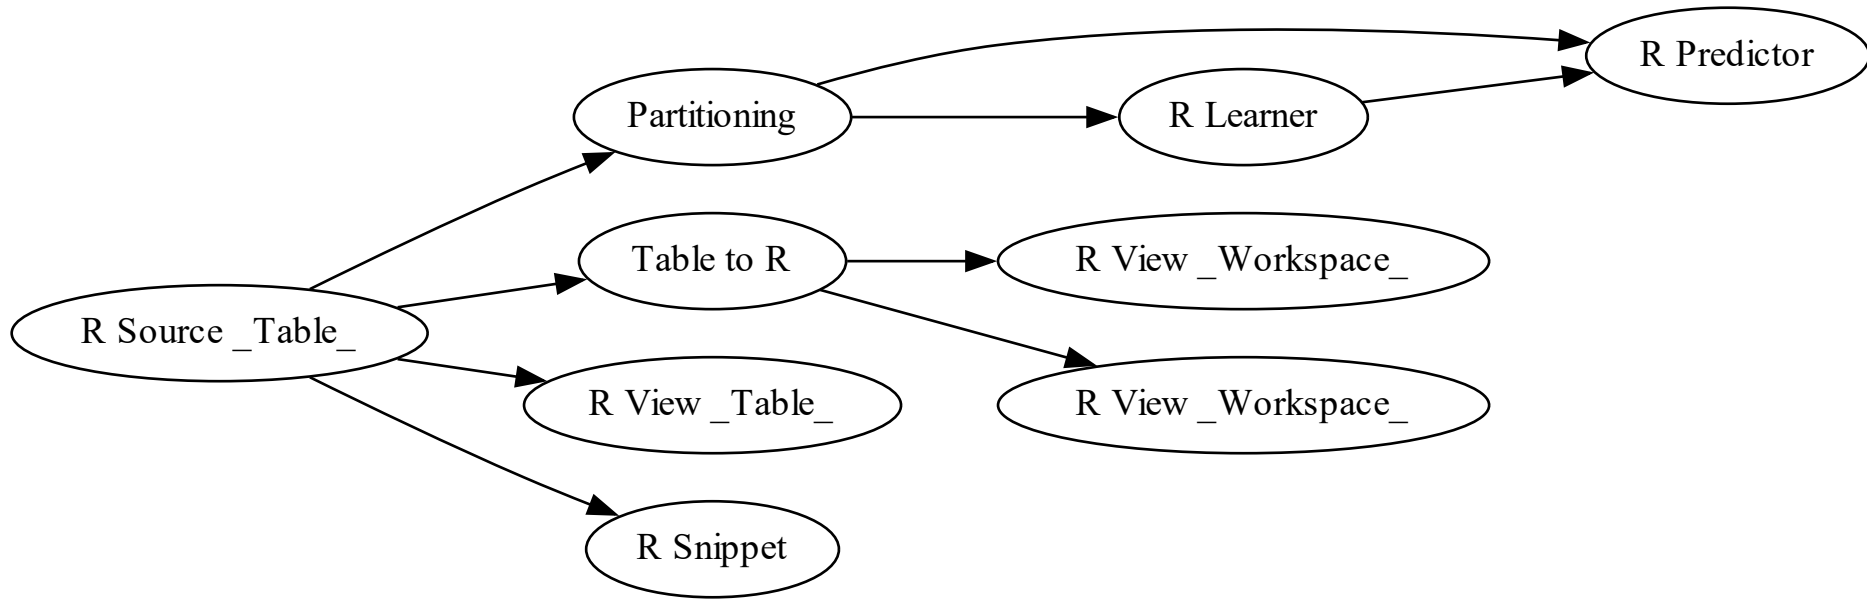 R Predictor
Partitioning
R Learner
Table to R
R View _Workspace_
R Source _Table_
R View _Table_
R View _Workspace_
R Snippet